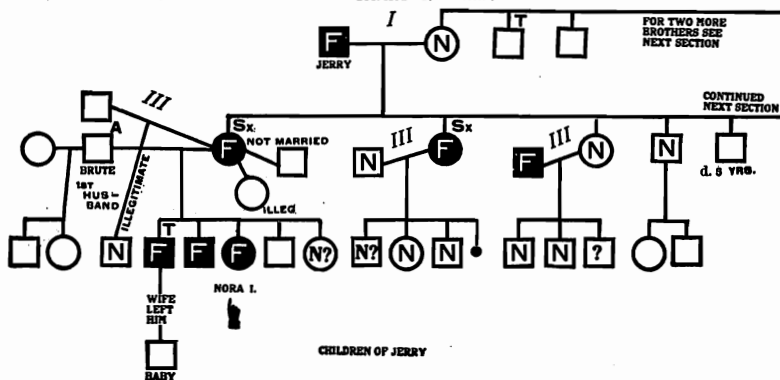 I
T
F
N
JERRY
FOR TWO MORE
BROTHERS SEE
NEXT SECTION
CONTINUED
NEXT SECTION
III
A
BRUTE
1ST
HUS-
BAND
ILLEGITIMATE
Sx.
F
NOT MARRIED
ILLEG.
III
N
Sx
F
III
F
N
N
d. 8 YRS.
N
T
F
F
F
N?
N?
N
N
N
N
?
N
WIFE
LEFT
HIM
NORA I.
BABY
CHILDREN OF JERRY